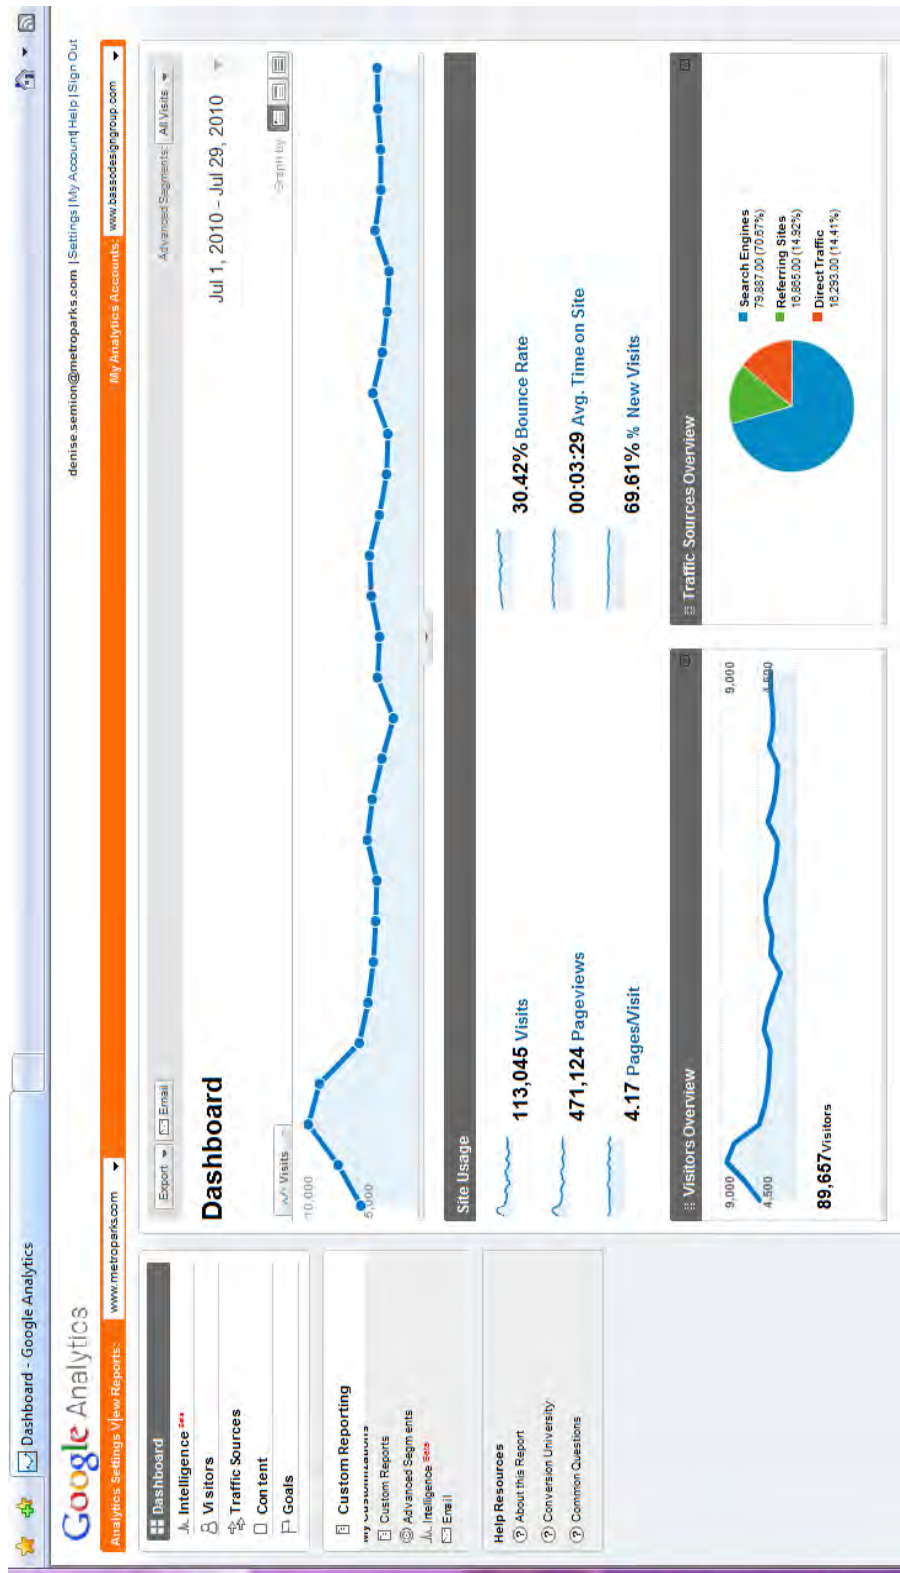 Dashboard - Google Analytics
Google Analytics
denise.semion@metroparks.com | Settings | My Account | Help | Sign Out
Analytics Settings View Reports: www.metroparks.com
My Analytics Accounts: www.bassodesigngroup.com
Dashboard
Intelligence Beta
Visitors
Traffic Sources
Content
Goals
Custom Reporting
My Customizations
Custom Reports
Advanced Segments
Intelligence Beta
Email
Help Resources
About this Report
Conversion University
Common Questions
Export
Email
Advanced Segments: All Visits
Dashboard
Jul 1, 2010 - Jul 29, 2010
Visits
Graph by:
10,000
5,000
Site Usage
113,045 Visits
471,124 Pageviews
4.17 Pages/Visit
30.42% Bounce Rate
00:03:29 Avg. Time on Site
69.61% % New Visits
Visitors Overview
9,000
9,000
4,500
4,500
89,657 Visitors
Traffic Sources Overview
Search Engines
79,887.00 (70.67%)
Referring Sites
16,865.00 (14.92%)
Direct Traffic
16,293.00 (14.41%)